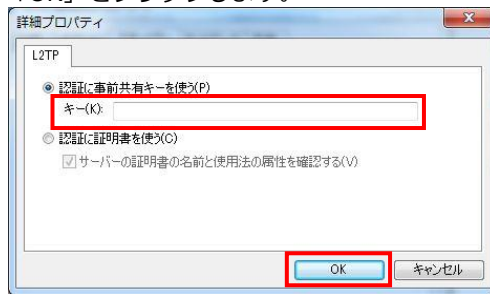 「OK」をクリックします。
詳細プロパティ
L2TP
認証に事前共有キーを使う(P)
キー(K):
認証に証明書を使う(C)
サーバーの証明書の名前と使用法の属性を確認する(V)
OK
キャンセル